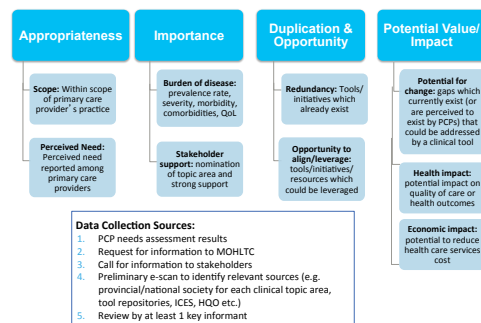 Appropriateness
Scope: Within scope
of primary care
provider's practice
Perceived Need:
Perceived need
reported among
primary care
providers
Importance
Burden of disease:
prevalence rate,
severity, morbidity,
comorbidities, QoL
Stakeholder
support: nomination
of topic area and
strong support
Duplication &
Opportunity
Redundancy: Tools/
initiatives which
already exist
Opportunity to
align/leverage:
tools/initiatives/
resources which
could be leveraged
Potential Value/
Impact
Potential for
change: gaps which
currently exist (or
are perceived to
exist by PCPs) that
could be addressed
by a clinical tool
Health impact:
potential impact on
quality of care or
health outcomes
Economic impact:
potential to reduce
health care services
cost
Data Collection Sources:
1. PCP needs assessment results
2. Request for information to MOHLTC
3. Call for information to stakeholders
4. Preliminary e-scan to identify relevant sources (e.g.
provincial/national society for each clinical topic area,
tool repositories, ICES, HQO etc.)
5. Review by at least 1 key informant